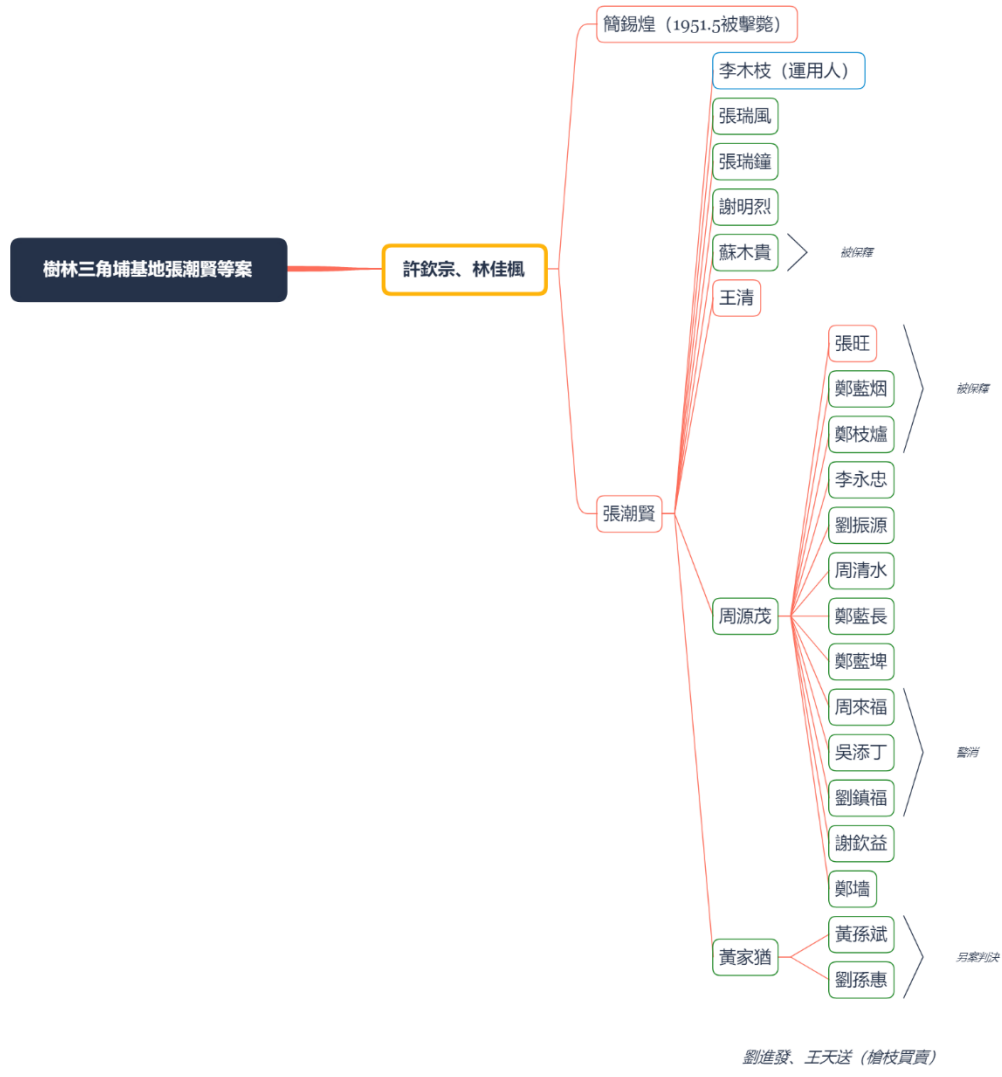 樹林三角埔基地張潮賢等案
許欽宗、林佳楓
簡錫煌（1951.5被擊斃）
張潮賢
李木枝（運用人）
張瑞風
張瑞鐘
謝明烈
蘇木貴
被保釋
王清
周源茂
張旺
鄭藍烟
鄭枝爐
被保釋
李永忠
劉振源
周清水
鄭藍長
鄭藍埤
周來福
吳添丁
劉鎮福
警消
謝欽益
鄭墻
黃家猶
黃孫斌
劉孫惠
另案判決
劉進發、王天送（槍枝買賣）